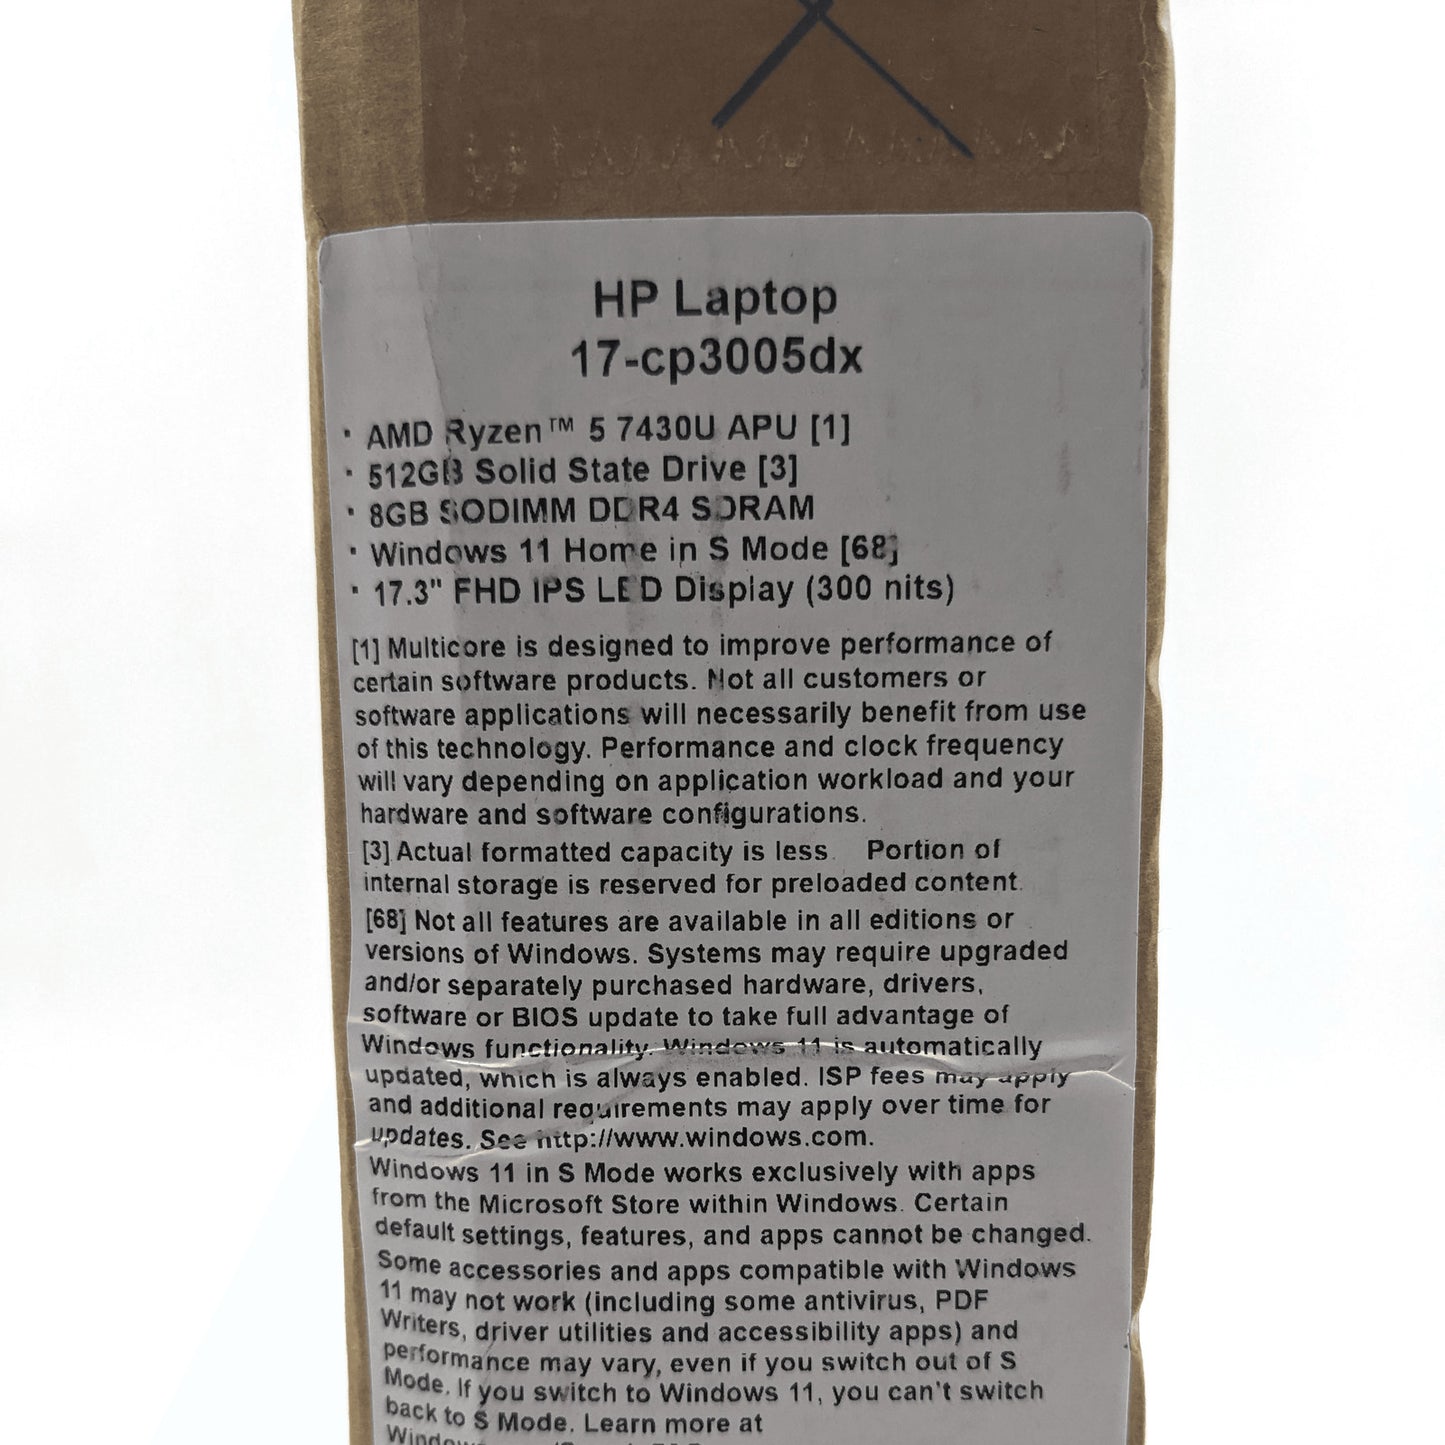 HP Laptop
17-cp3005dx
· AMD Ryzen™ 5 7430U APU [1]
· 512GB Solid State Drive [3]
· 8GB SODIMM DDR4 SDRAM
· Windows 11 Home in S Mode [68]
· 17.3" FHD IPS LED Display (300 nits)
[1] Multicore is designed to improve performance of
certain software products. Not all customers or
software applications will necessarily benefit from use
of this technology. Performance and clock frequency
will vary depending on application workload and your
hardware and software configurations.
[3] Actual formatted capacity is less. Portion of
internal storage is reserved for preloaded content.
[68] Not all features are available in all editions or
versions of Windows. Systems may require upgraded
and/or separately purchased hardware, drivers,
software or BIOS update to take full advantage of
Windows functionality. Windows 11 is automatically
updated, which is always enabled. ISP fees may apply
and additional requirements may apply over time for
updates. See http://www.windows.com.
Windows 11 in S Mode works exclusively with apps
from the Microsoft Store within Windows. Certain
default settings, features, and apps cannot be changed.
Some accessories and apps compatible with Windows
11 may not work (including some antivirus, PDF
Writers, driver utilities and accessibility apps) and
performance may vary, even if you switch out of S
Mode. If you switch to Windows 11, you can't switch
back to S Mode. Learn more at